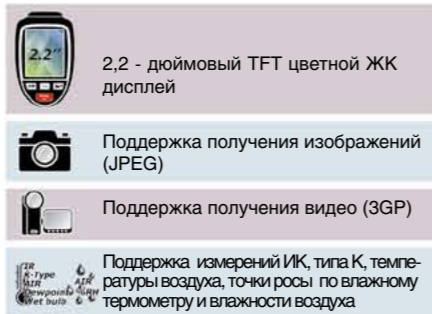 2.2"
2,2 - дюймовый TFT цветной ЖК
дисплей
Поддержка получения изображений
(JPEG)
Поддержка получения видео (3GP)
IR
K-Type
AIR AIR
Dewpoint %RH
Wet bulb
Поддержка измерений ИК, типа К, темпе-
ратуры воздуха, точки росы по влажному
термометру и влажности воздуха